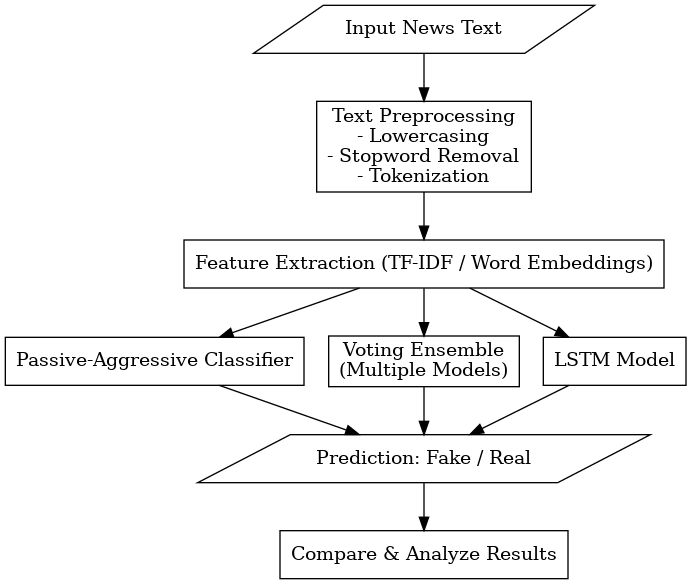 Input News Text
Text Preprocessing
- Lowercasing
- Stopword Removal
- Tokenization
Feature Extraction (TF-IDF / Word Embeddings)
Passive-Aggressive Classifier
Voting Ensemble
(Multiple Models)
LSTM Model
Prediction: Fake / Real
Compare & Analyze Results